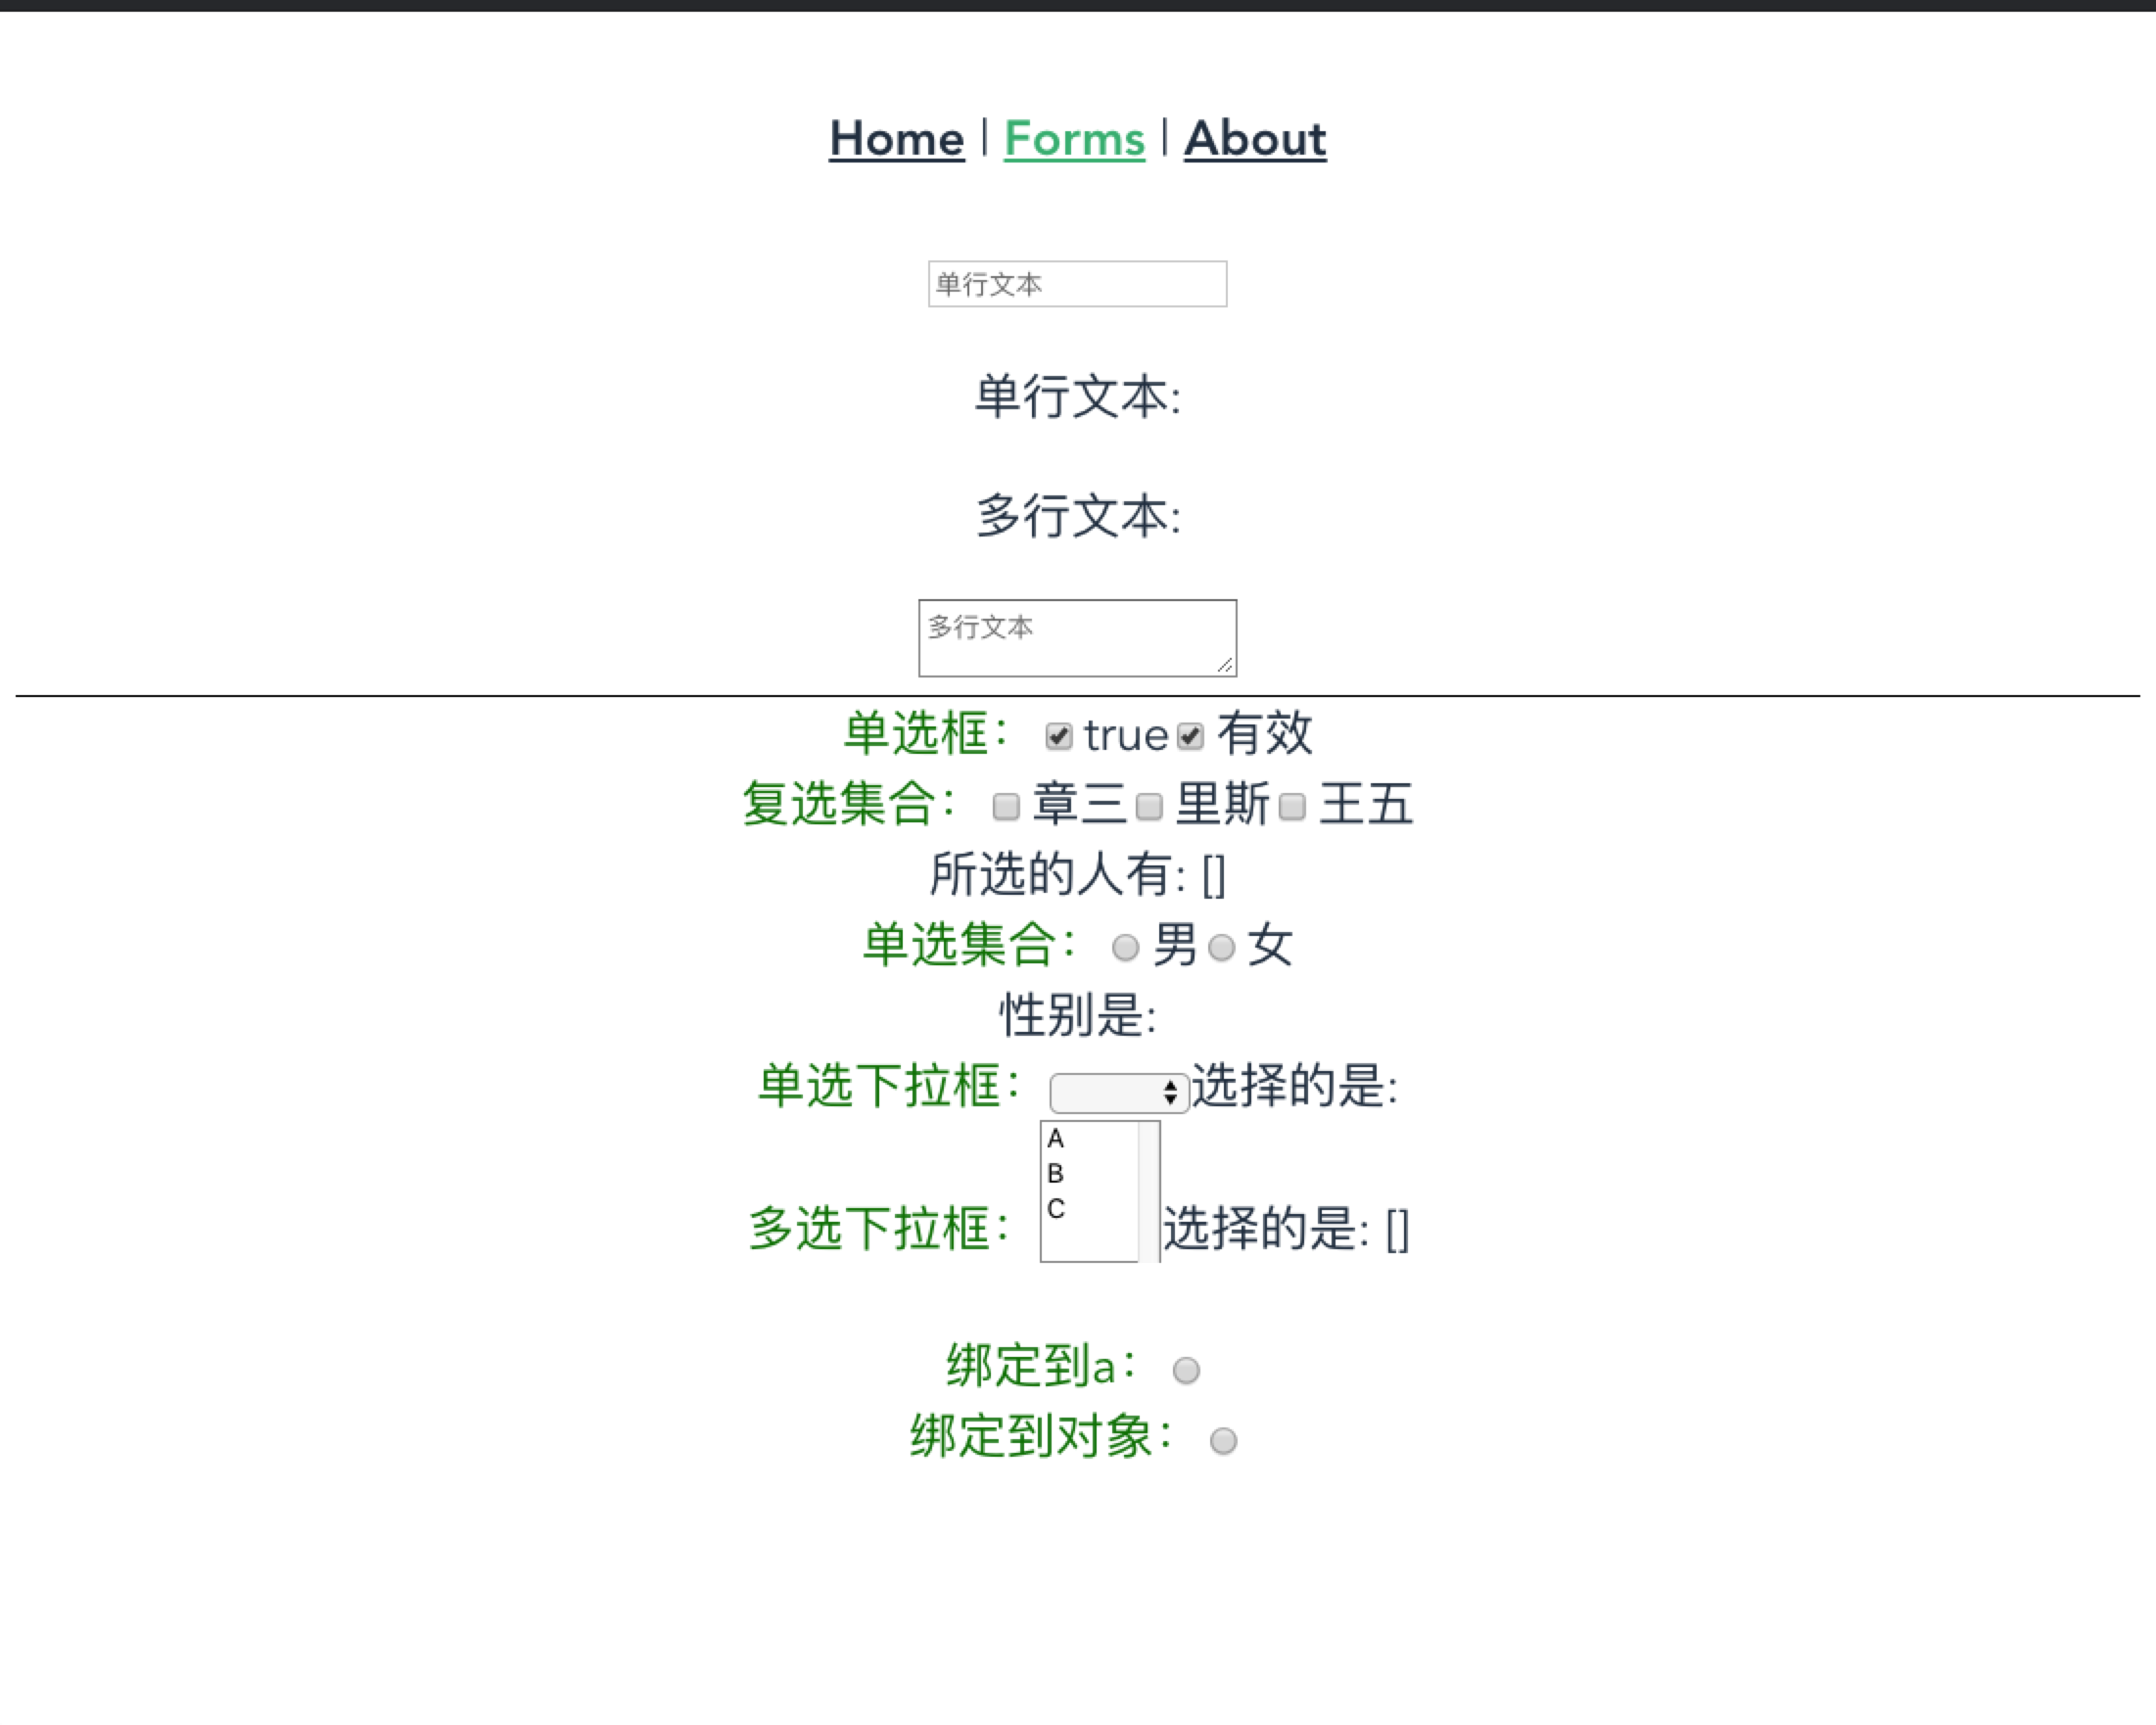 Home | Forms | About
单行文本
单行文本:
多行文本:
多行文本
单选框： true 有效
复选集合： 章三 里斯 王五
所选的人有: []
单选集合： 男 女
性别是:
单选下拉框： 选择的是:
A
B
C
多选下拉框： 选择的是: []
绑定到a：
绑定到对象：